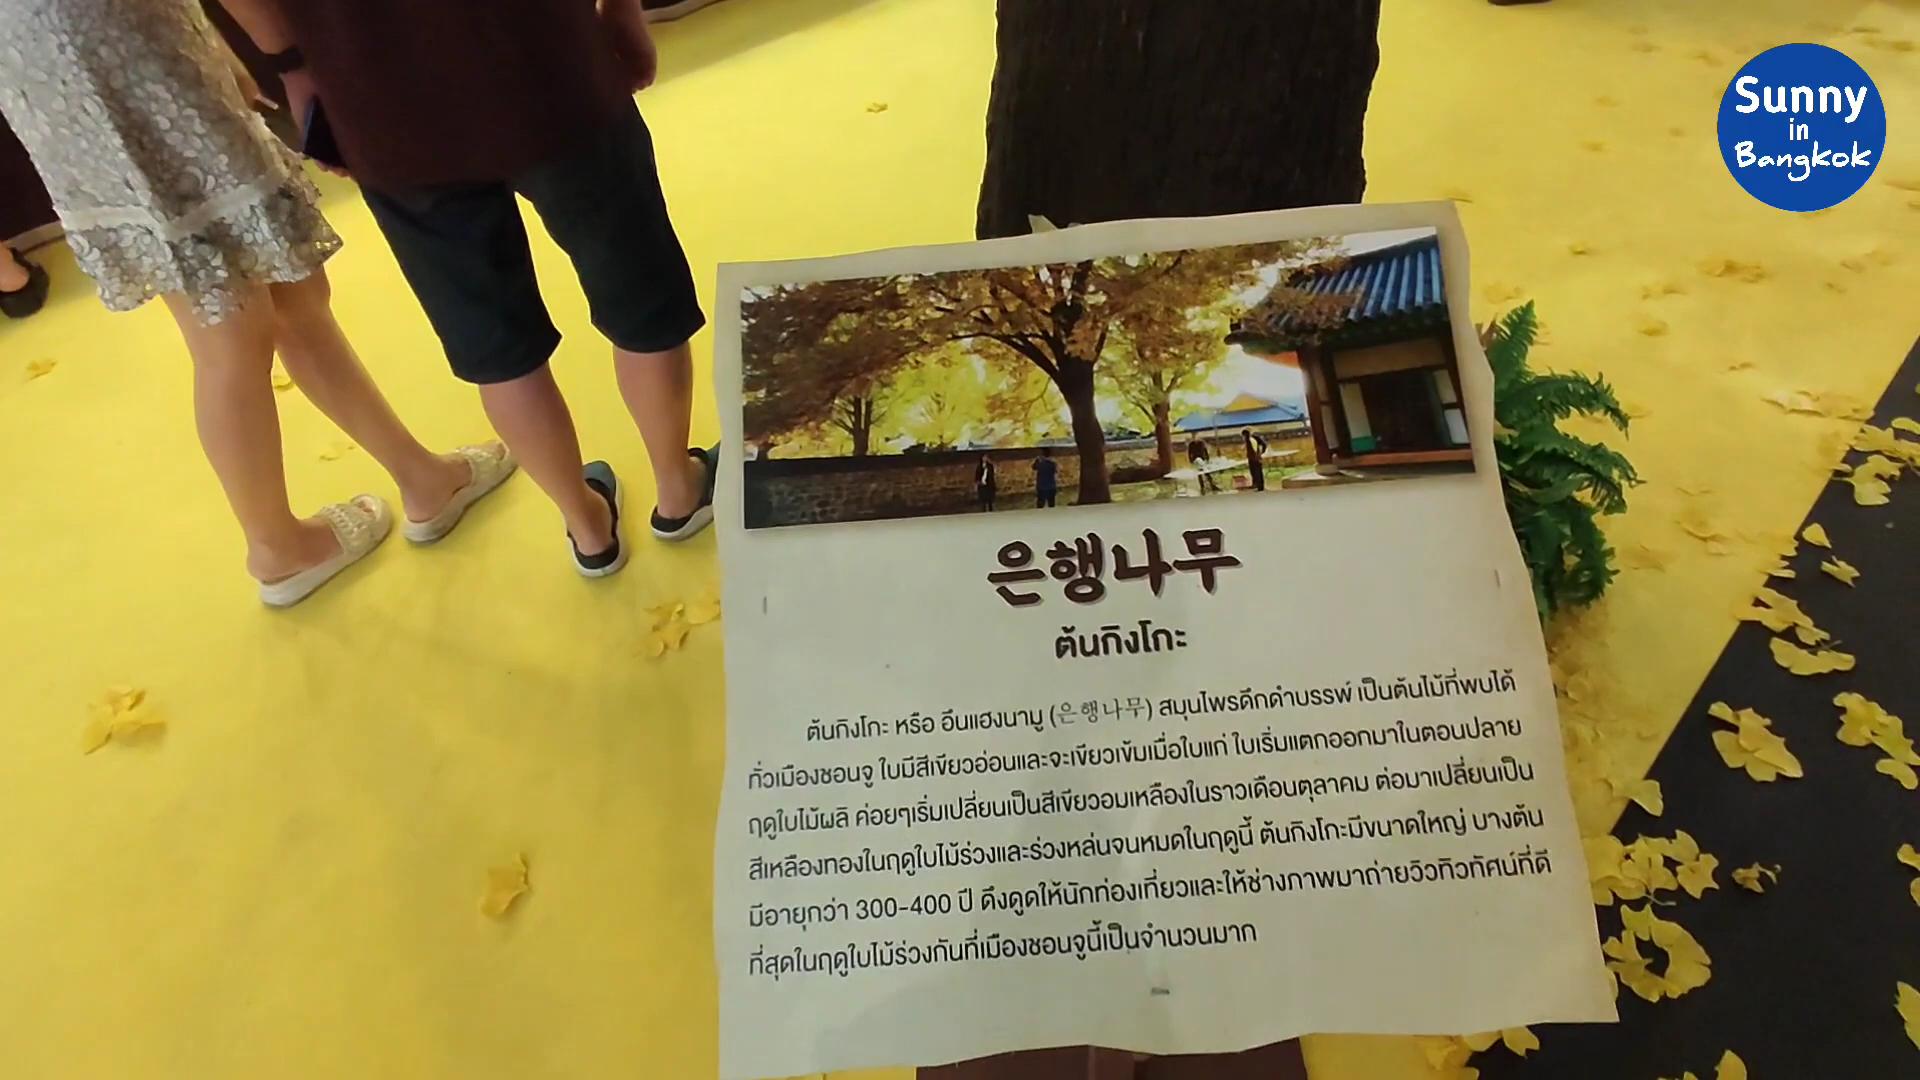 Sunny
in
Bangkok
은행나무
ต้นกิงโกะ
ต้นกิงโกะ หรือ อึนแฮงนามู (은행나무) สมุนไพรดึกดำบรรพ์ เป็นต้นไม้ที่พบได้
ทั่วเมืองชอนจู ใบมีสีเขียวอ่อนและจะเขียวเข้มเมื่อใบแก่ ใบเริ่มแตกออกมาในตอนปลาย
ฤดูใบไม้ผลิ ค่อยๆเริ่มเปลี่ยนเป็นสีเขียวอมเหลืองในราวเดือนตุลาคม ต่อมาเปลี่ยนเป็น
สีเหลืองทองในฤดูใบไม้ร่วงและร่วงหล่นจนหมดในฤดูนี้ ต้นกิงโกะมีขนาดใหญ่ บางต้น
มีอายุกว่า 300-400 ปี ดึงดูดให้นักท่องเที่ยวและให้ช่างภาพมาถ่ายวิวทิวทัศน์ที่ดี
ที่สุดในฤดูใบไม้ร่วงกันที่เมืองชอนจูนี้เป็นจำนวนมาก